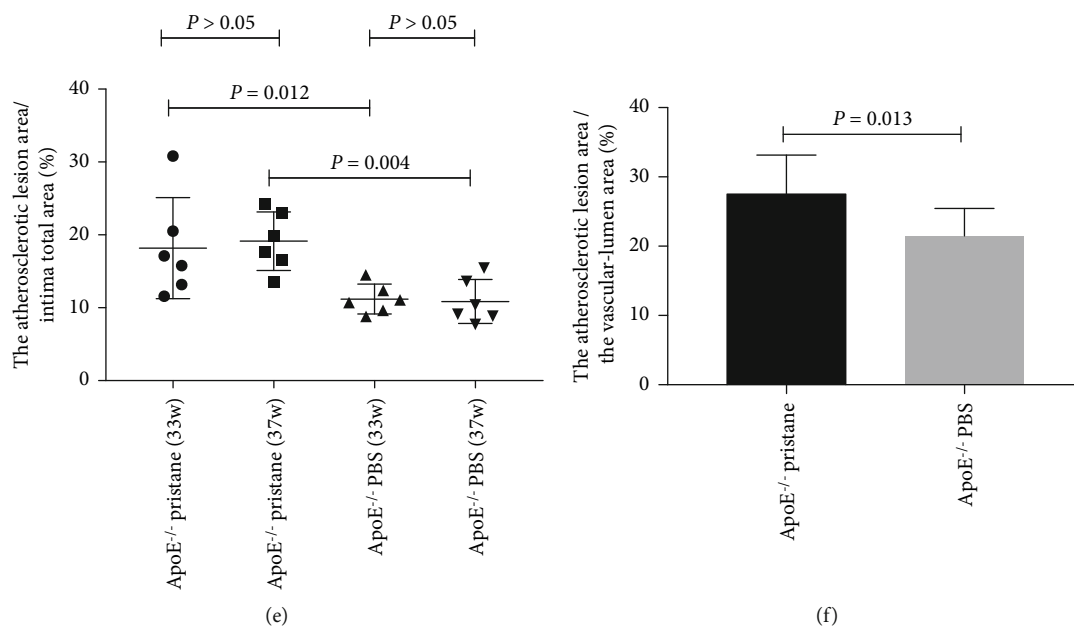 P > 0.05
P > 0.05
P = 0.012
P = 0.004
The atherosclerotic lesion area/
intima total area (%)
40
30
20
10
0
ApoE-/- pristane (33w)
ApoE-/- pristane (37w)
ApoE-/- PBS (33w)
ApoE-/- PBS (37w)
(e)
P = 0.013
The atherosclerotic lesion area /
the vascular-lumen area (%)
40
30
20
10
0
ApoE-/- pristane
ApoE-/- PBS
(f)